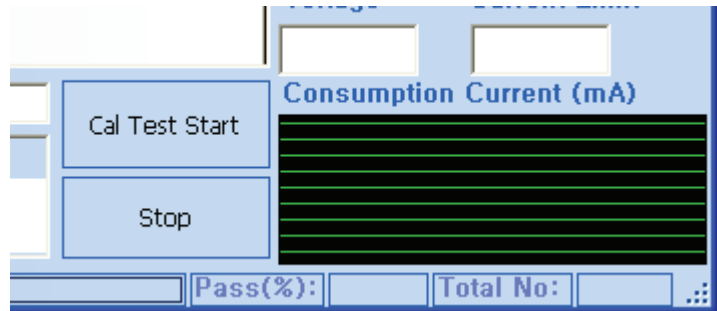 Consumption Current (mA)
Cal Test Start
Stop
Pass(%):
Total No: